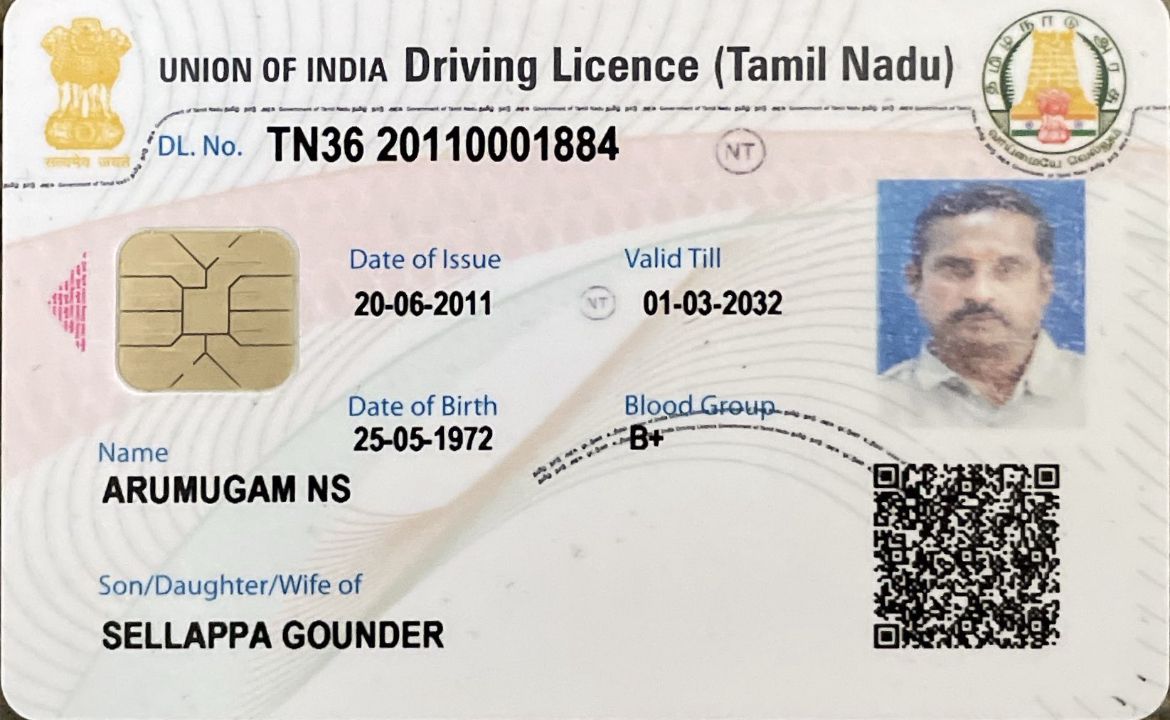 UNION OF INDIA Driving Licence (Tamil Nadu)
सत्यमेव जयते
தமிழ்நாடு அரசு
வாய்மையே வெல்லும்
DL. No. TN36 20110001884
NT
Date of Issue Valid Till
20-06-2011 NT 01-03-2032
Date of Birth Blood Group
25-05-1972 B+
Name
ARUMUGAM NS
Son/Daughter/Wife of
SELLAPPA GOUNDER